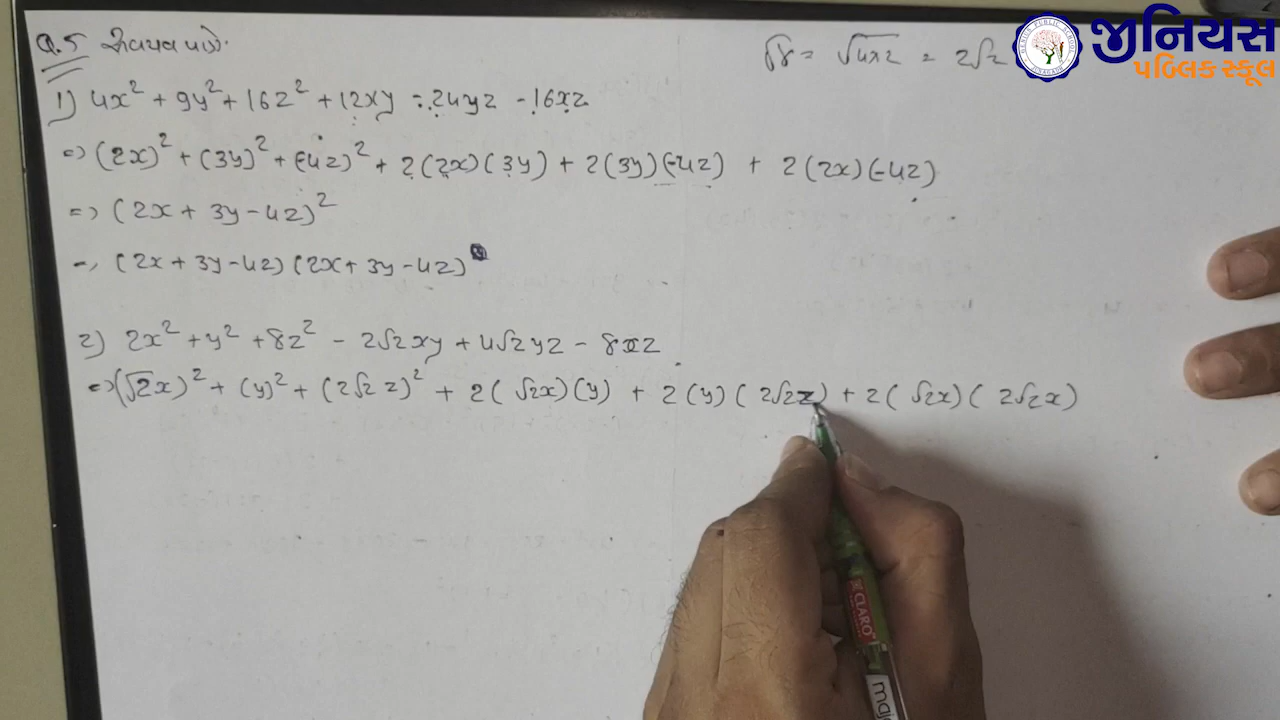 Q.5 અવયવ પાડો.
√8 = √4x2 = 2√2
જીનિયસ
પબ્લિક સ્કૂલ
1) 4x² + 9y² + 16z² + 12xy - 24yz - 16xz
=> (2x)² + (3y)² + (-4z)² + 2(2x)(3y) + 2(3y)(-4z) + 2(2x)(-4z)
=> (2x + 3y - 4z)²
=> (2x + 3y - 4z)(2x + 3y - 4z)
2) 2x² + y² + 8z² - 2√2xy + 4√2yz - 8xz
=> (√2x)² + (y)² + (2√2 z)² + 2(√2x)(y) + 2(y)(2√2z) + 2(√2x)(2√2x)
CLARO